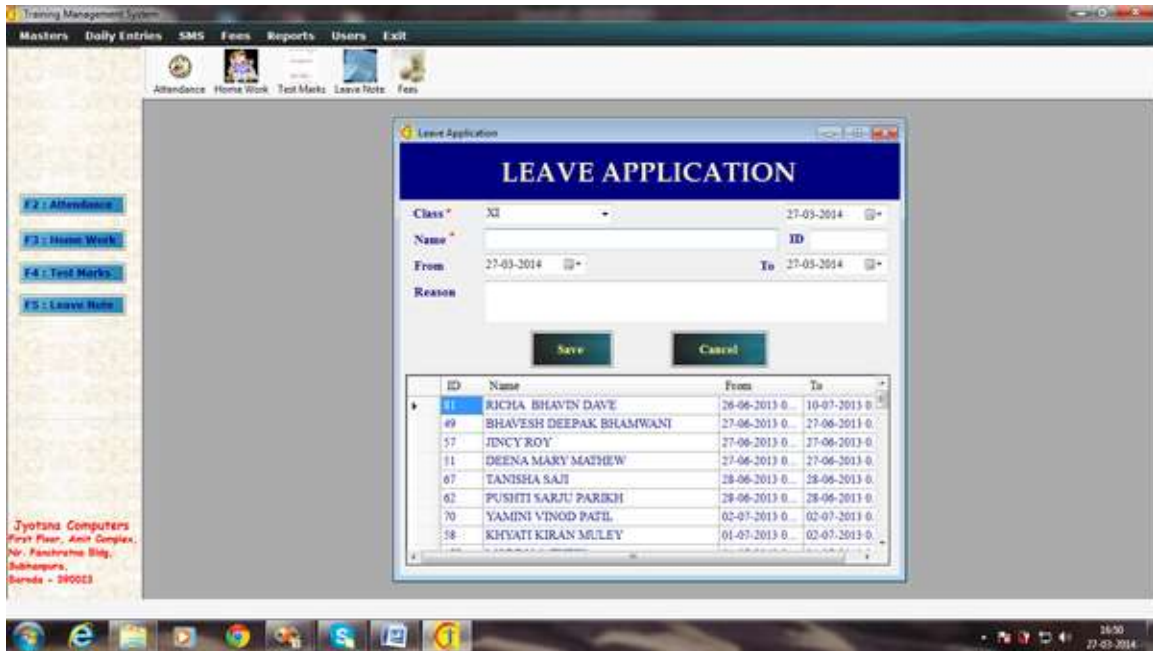 Training Management System
Masters Daily Entries SMS Fees Reports Users Exit
Attendance Home Work Test Marks Leave Note Fees
Leave Application
LEAVE APPLICATION
Class * XI 27-03-2014
Name * ID
From 27-03-2014 To 27-03-2014
Reason
Save Cancel
F2 : Attendance
F3 : Home Work
F4 : Test Marks
F5 : Leave Note
ID Name From To
81 RICHA BHAVIN DAVE 26-06-2013 0... 10-07-2013 0.
49 BHAVESH DEEPAK BHAMWANI 27-06-2013 0... 27-06-2013 0.
57 JINCY ROY 27-06-2013 0... 27-06-2013 0.
51 DEENA MARY MATHEW 27-06-2013 0... 27-06-2013 0.
67 TANISHA SAJI 28-06-2013 0... 28-06-2013 0.
62 PUSHTI SARJU PARIKH 28-06-2013 0... 28-06-2013 0.
70 YAMINI VINOD PATIL 02-07-2013 0... 02-07-2013 0.
58 KHYATI KIRAN MULEY 01-07-2013 0... 02-07-2013 0.
Jyotsna Computers
First Floor, Amit Complex,
Nr. Panchratna Bldg,
Subhanpura,
Baroda - 390023
16:50
27-03-2014